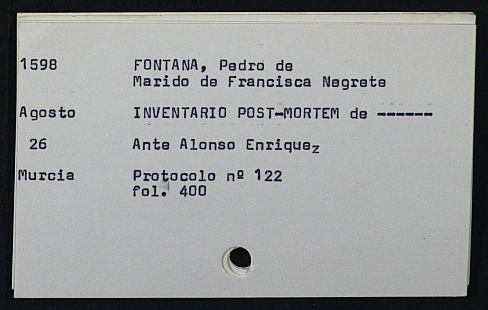 1598 FONTANA, Pedro de
Marido de Francisca Negrete
Agosto INVENTARIO POST-MORTEM de ------
26 Ante Alonso Enriquez
Murcia Protocolo nº 122
fol. 400